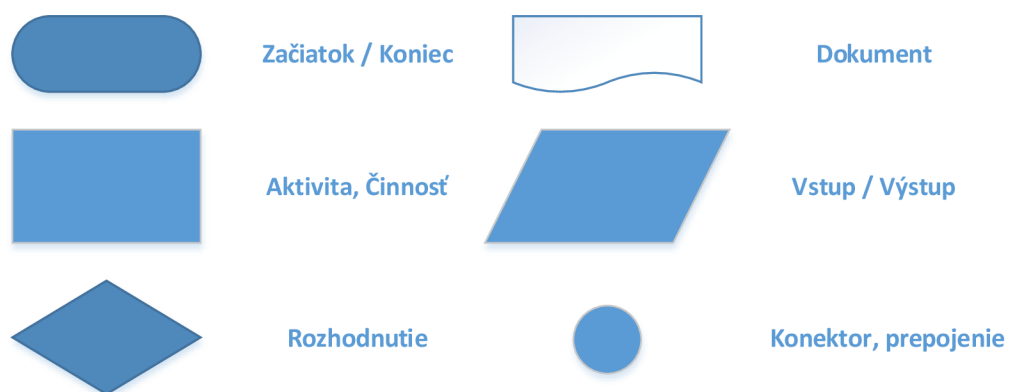 Začiatok / Koniec
Dokument
Aktivita, Činnosť
Vstup / Výstup
Rozhodnutie
Konektor, prepojenie